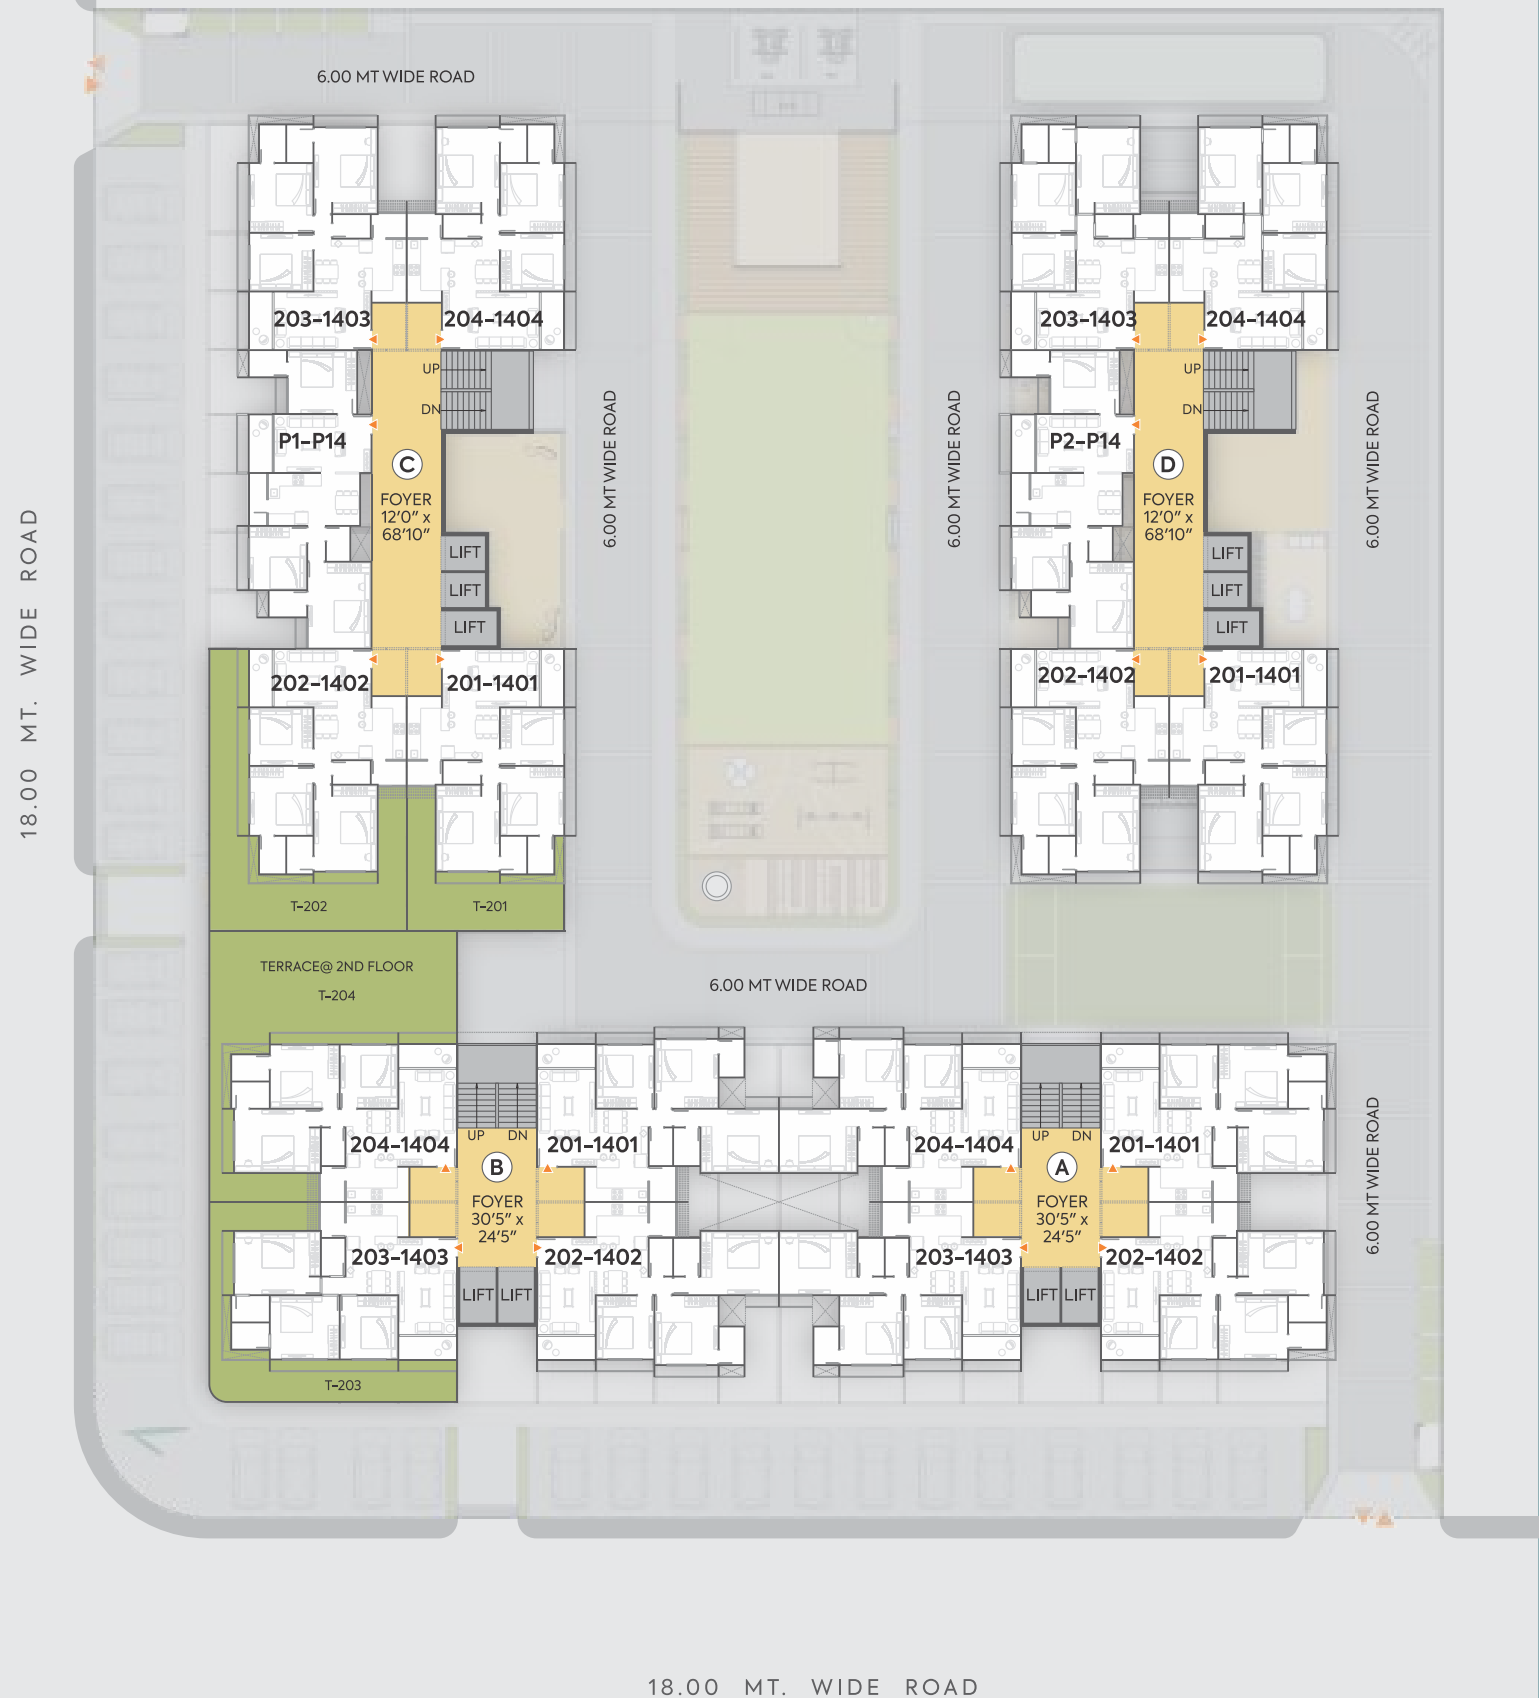 6.00 MT WIDE ROAD
203-1403
204-1404
UP
DN
P1-P14
C
FOYER
12'0" x
68'10"
LIFT
LIFT
LIFT
202-1402
201-1401
T-202
T-201
6.00 MT WIDE ROAD
6.00 MT WIDE ROAD
203-1403
204-1404
UP
DN
P2-P14
D
FOYER
12'0" x
68'10"
LIFT
LIFT
LIFT
202-1402
201-1401
6.00 MT WIDE ROAD
18.00 MT. WIDE ROAD
TERRACE@ 2ND FLOOR
T-204
6.00 MT WIDE ROAD
204-1404
UP DN
201-1401
B
FOYER
30'5" x
24'5"
203-1403
202-1402
LIFT LIFT
T-203
204-1404
UP DN
201-1401
A
FOYER
30'5" x
24'5"
203-1403
202-1402
LIFT LIFT
6.00 MT WIDE ROAD
18.00 MT. WIDE ROAD